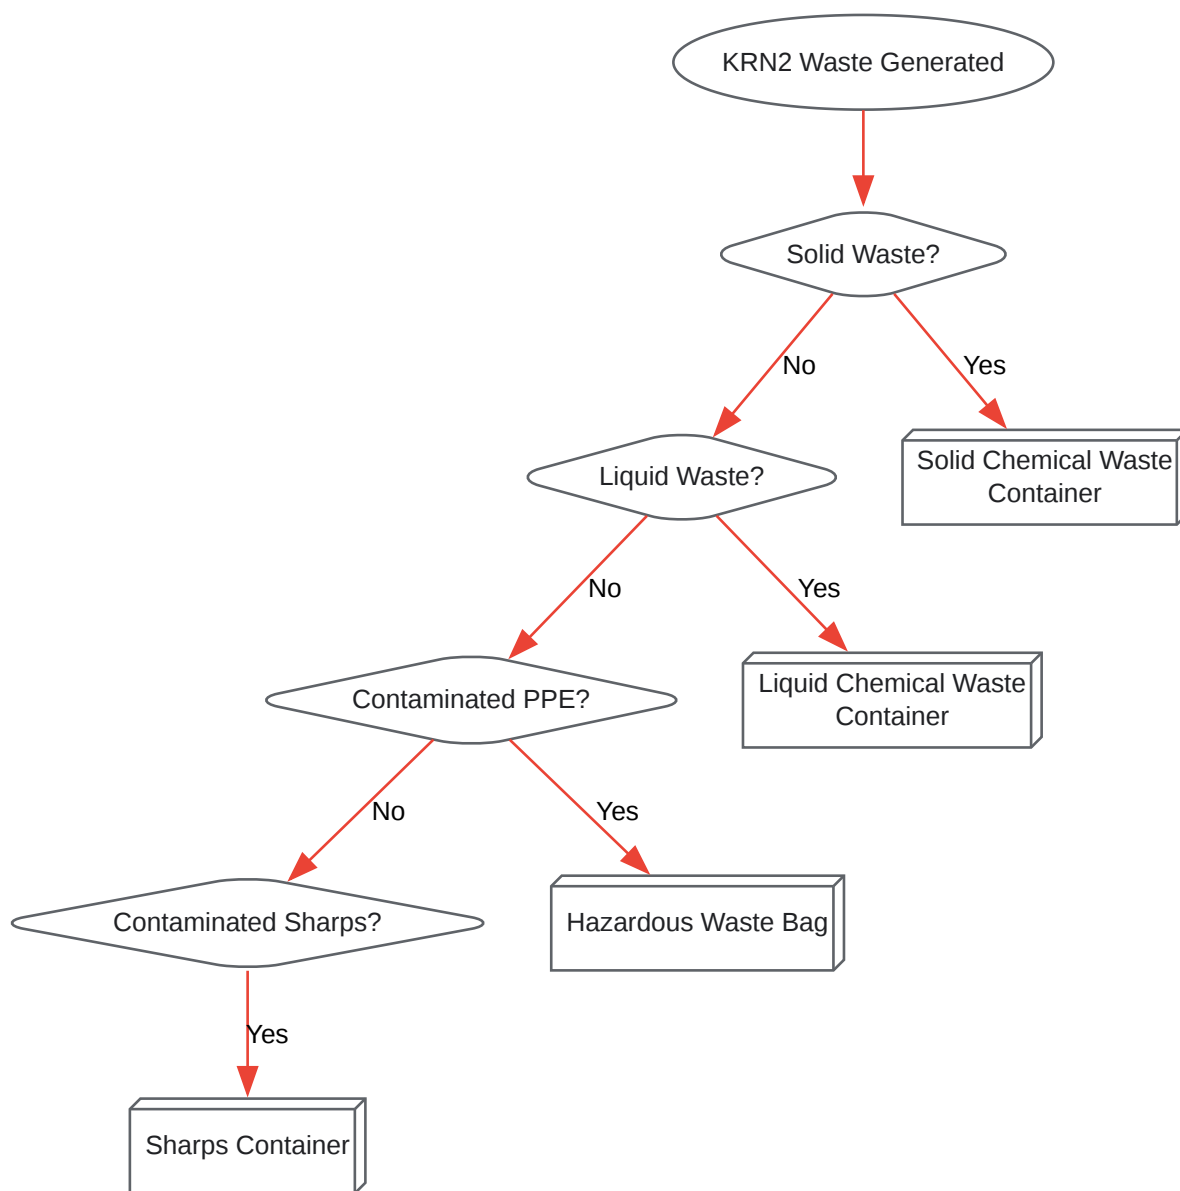 KRN2 Waste Generated
Solid Waste?
No
Yes
Liquid Waste?
Solid Chemical Waste
Container
No
Yes
Contaminated PPE?
Liquid Chemical Waste
Container
No
Yes
Contaminated Sharps?
Hazardous Waste Bag
Yes
Sharps Container